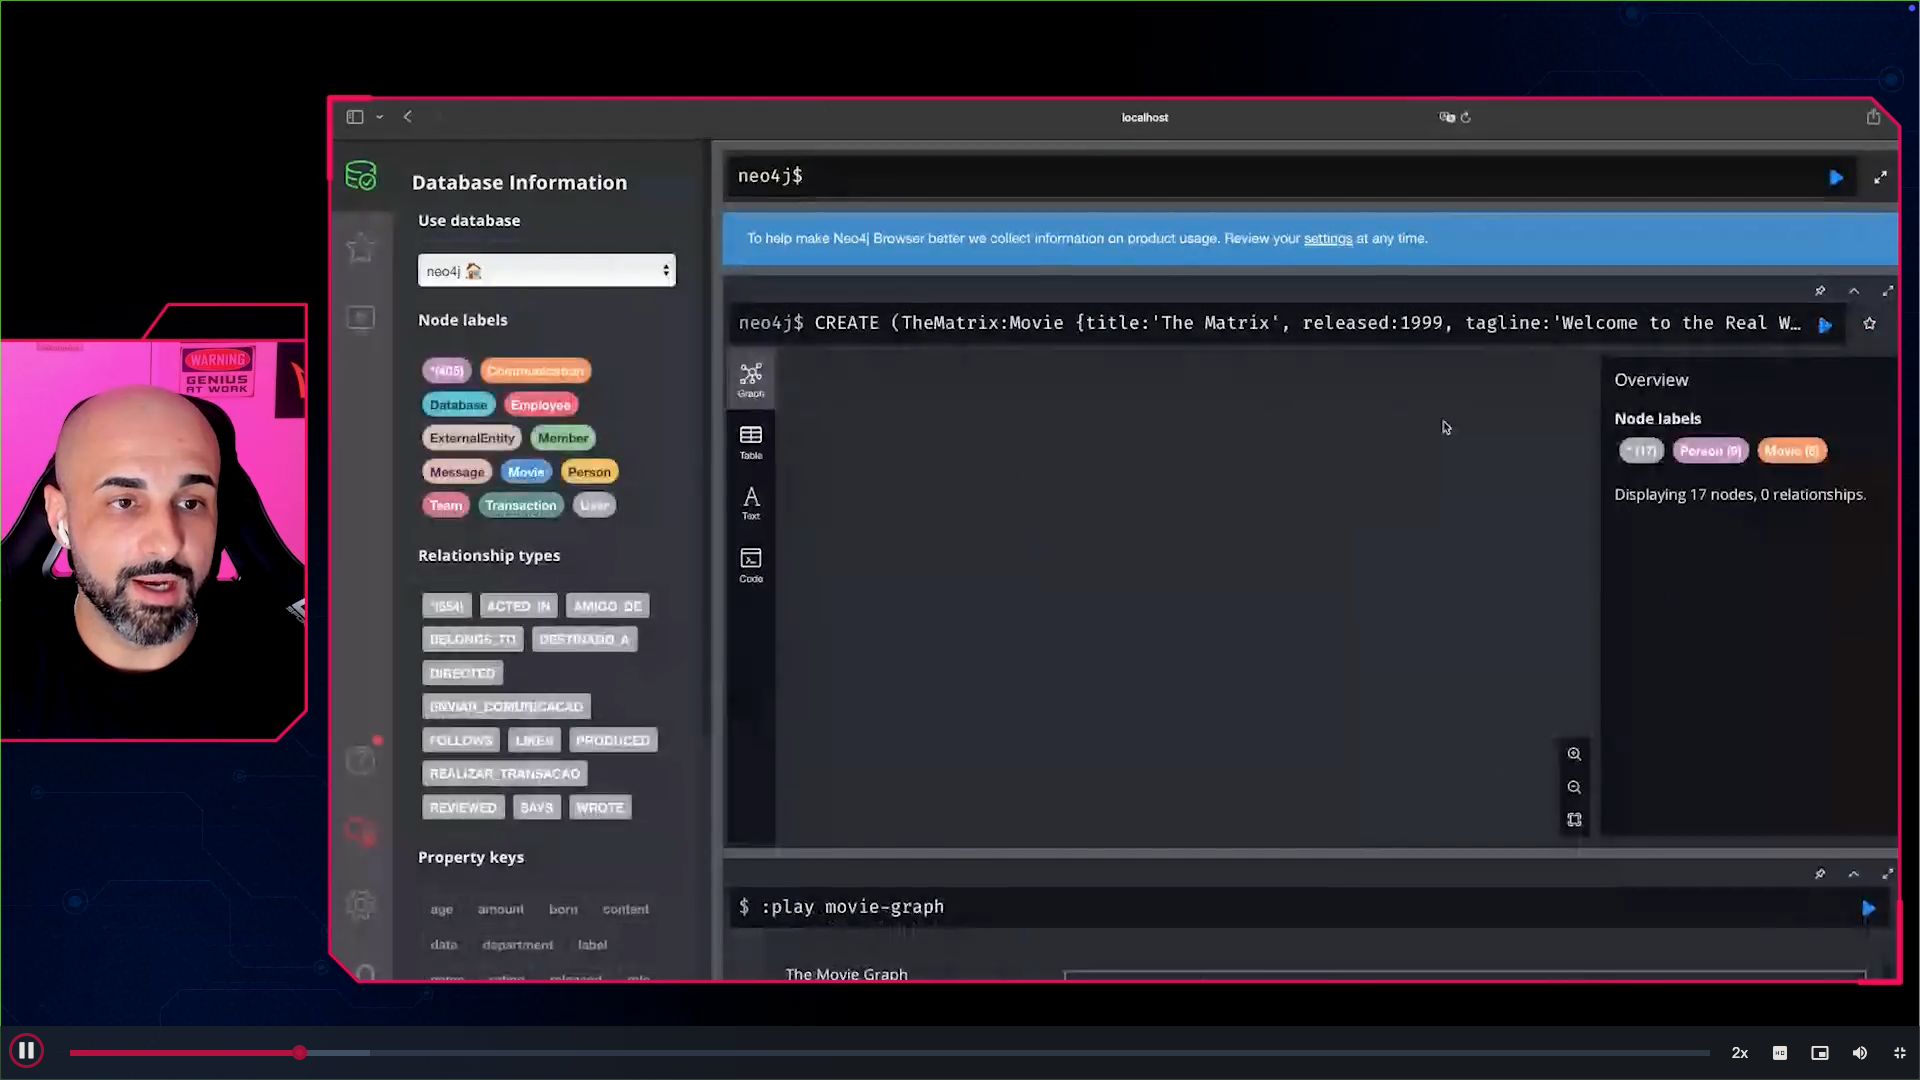 localhost
Database Information
Use database
neo4j
Node labels
*(405) Communication
Database Employee
ExternalEntity Member
Message Movie Person
Team Transaction User
Relationship types
*(554) ACTED_IN AMIGO_DE
BELONGS_TO DESTINADO_A
DIRECTED
ENVIAR_COMUNICACAO
FOLLOWS LIKES PRODUCED
REALIZAR_TRANSACAO
REVIEWED SAYS WROTE
Property keys
age amount born content
data department label
name rating released role
neo4j$
To help make Neo4j Browser better we collect information on product usage. Review your settings at any time.
neo4j$ CREATE (TheMatrix:Movie {title:'The Matrix', released:1999, tagline:'Welcome to the Real W…
Graph
Table
Text
Code
Overview
Node labels
*(17) Person (9) Movie (8)
Displaying 17 nodes, 0 relationships.
$ :play movie-graph
The Movie Graph
WARNING
GENIUS
AT WORK
2x
HD